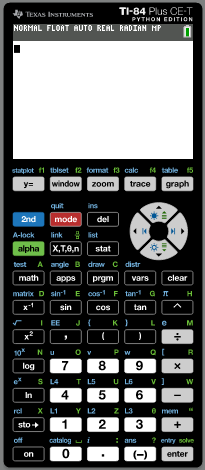 TEXAS INSTRUMENTS TI-84 Plus CE-T
PYTHON EDITION
NORMAL FLOAT AUTO REAL RADIAN MP
statplot f1 tblset f2 format f3 calc f4 table f5
y= window zoom trace graph
quit ins
2nd mode del
A-lock link list
alpha X,T,θ,n stat
test A angle B draw C distr
math apps prgm vars clear
matrix D sin⁻¹ E cos⁻¹ F tan⁻¹ G π H
x⁻¹ sin cos tan ^
√ I EE J { K } L e M
x² , ( ) ÷
10ˣ N u O v P w Q [ R
log 7 8 9 ×
eˣ S L4 T L5 U L6 V ] W
ln 4 5 6 −
rcl X L1 Y L2 Z L3 θ mem "
sto→ 1 2 3 +
off catalog i : ans ? entry solve
on 0 . (−) enter